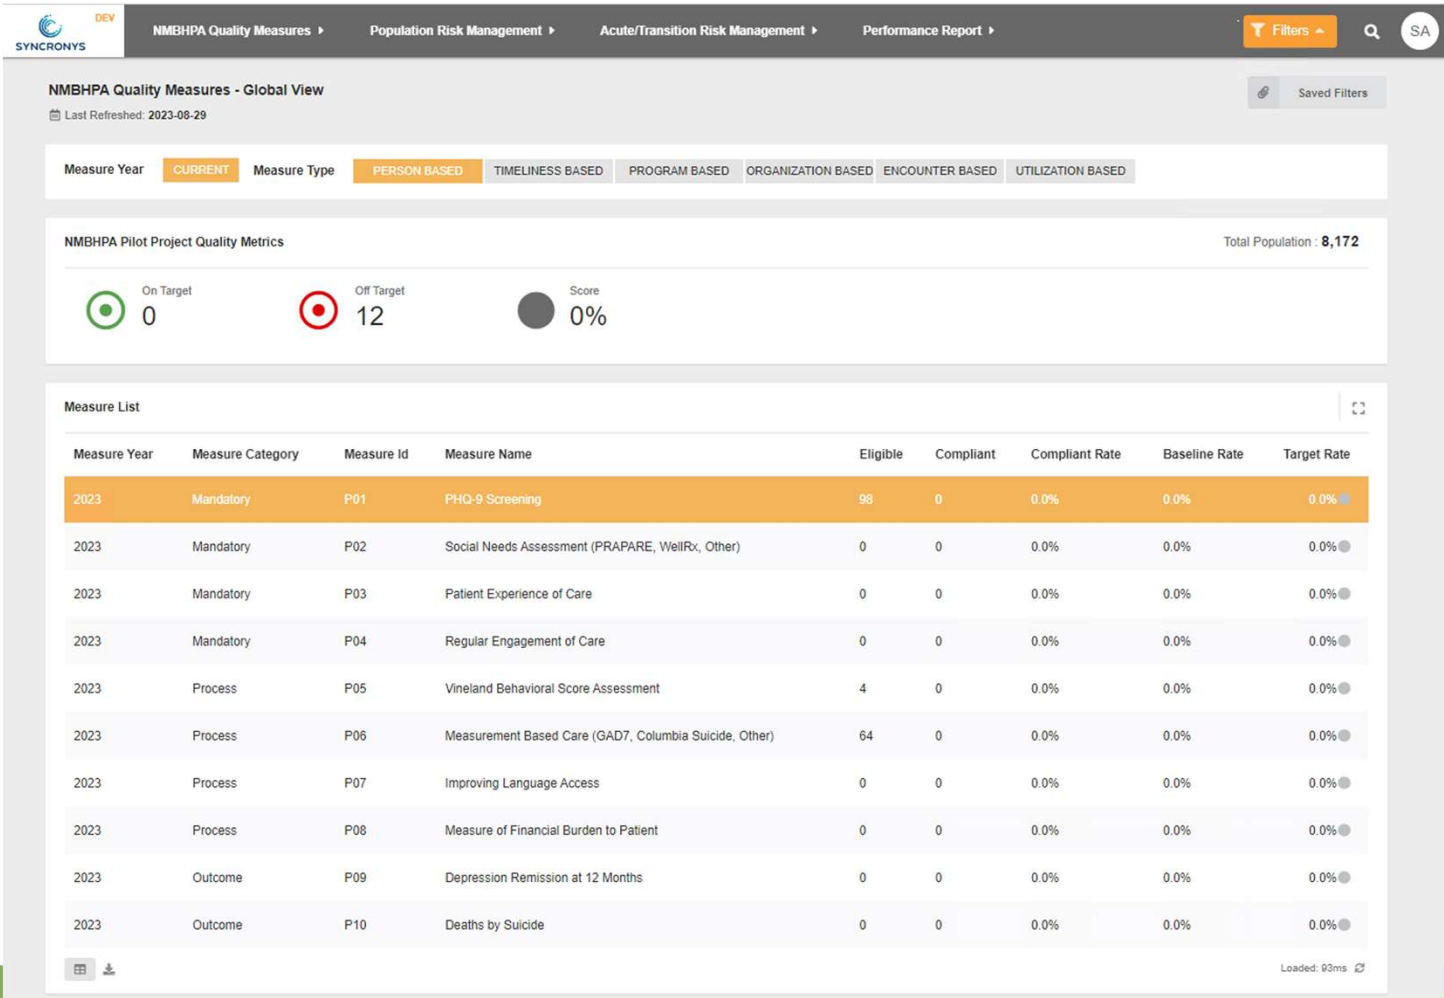 DEV
SYNCRONYS
NMBHPA Quality Measures Population Risk Management Acute/Transition Risk Management Performance Report Filters SA
NMBHPA Quality Measures - Global View
Saved Filters
Last Refreshed: 2023-08-29
Measure Year CURRENT Measure Type PERSON BASED TIMELINESS BASED PROGRAM BASED ORGANIZATION BASED ENCOUNTER BASED UTILIZATION BASED
NMBHPA Pilot Project Quality Metrics Total Population : 8,172
On Target Off Target Score
0 12 0%
Measure List
Measure Year Measure Category Measure Id Measure Name Eligible Compliant Compliant Rate Baseline Rate Target Rate
2023 Mandatory P01 PHQ-9 Screening 98 0 0.0% 0.0% 0.0%
2023 Mandatory P02 Social Needs Assessment (PRAPARE, WellRx, Other) 0 0 0.0% 0.0% 0.0%
2023 Mandatory P03 Patient Experience of Care 0 0 0.0% 0.0% 0.0%
2023 Mandatory P04 Regular Engagement of Care 0 0 0.0% 0.0% 0.0%
2023 Process P05 Vineland Behavioral Score Assessment 4 0 0.0% 0.0% 0.0%
2023 Process P06 Measurement Based Care (GAD7, Columbia Suicide, Other) 64 0 0.0% 0.0% 0.0%
2023 Process P07 Improving Language Access 0 0 0.0% 0.0% 0.0%
2023 Process P08 Measure of Financial Burden to Patient 0 0 0.0% 0.0% 0.0%
2023 Outcome P09 Depression Remission at 12 Months 0 0 0.0% 0.0% 0.0%
2023 Outcome P10 Deaths by Suicide 0 0 0.0% 0.0% 0.0%
Loaded: 93ms